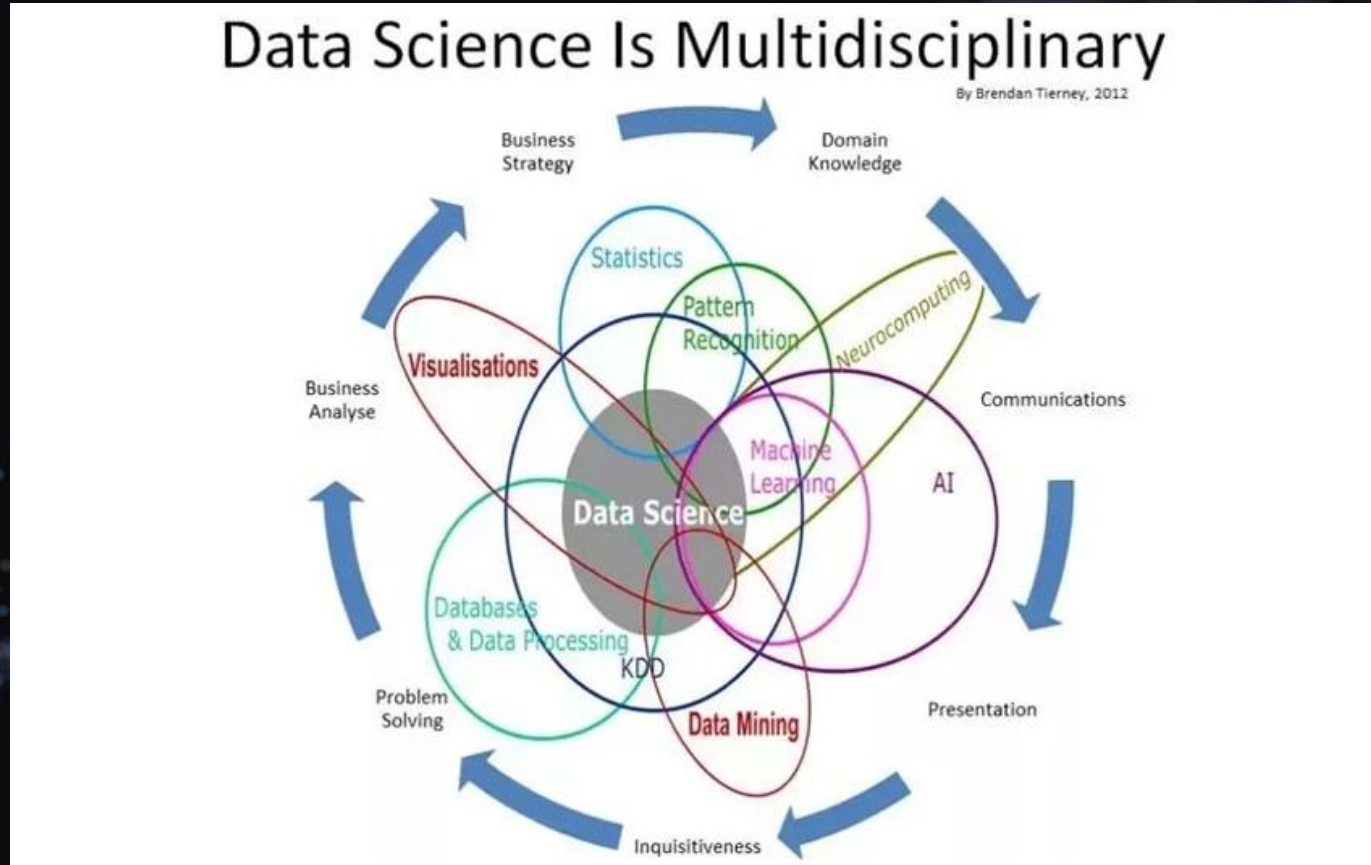 Data Science Is Multidisciplinary
By Brendan Tierney, 2012
Business
Strategy
Domain
Knowledge
Statistics
Pattern
Recognition
Neurocomputing
Visualisations
Business
Analyse
Communications
Machine
Learning
AI
Data Science
Databases
& Data Processing
KDD
Problem
Solving
Data Mining
Presentation
Inquisitiveness